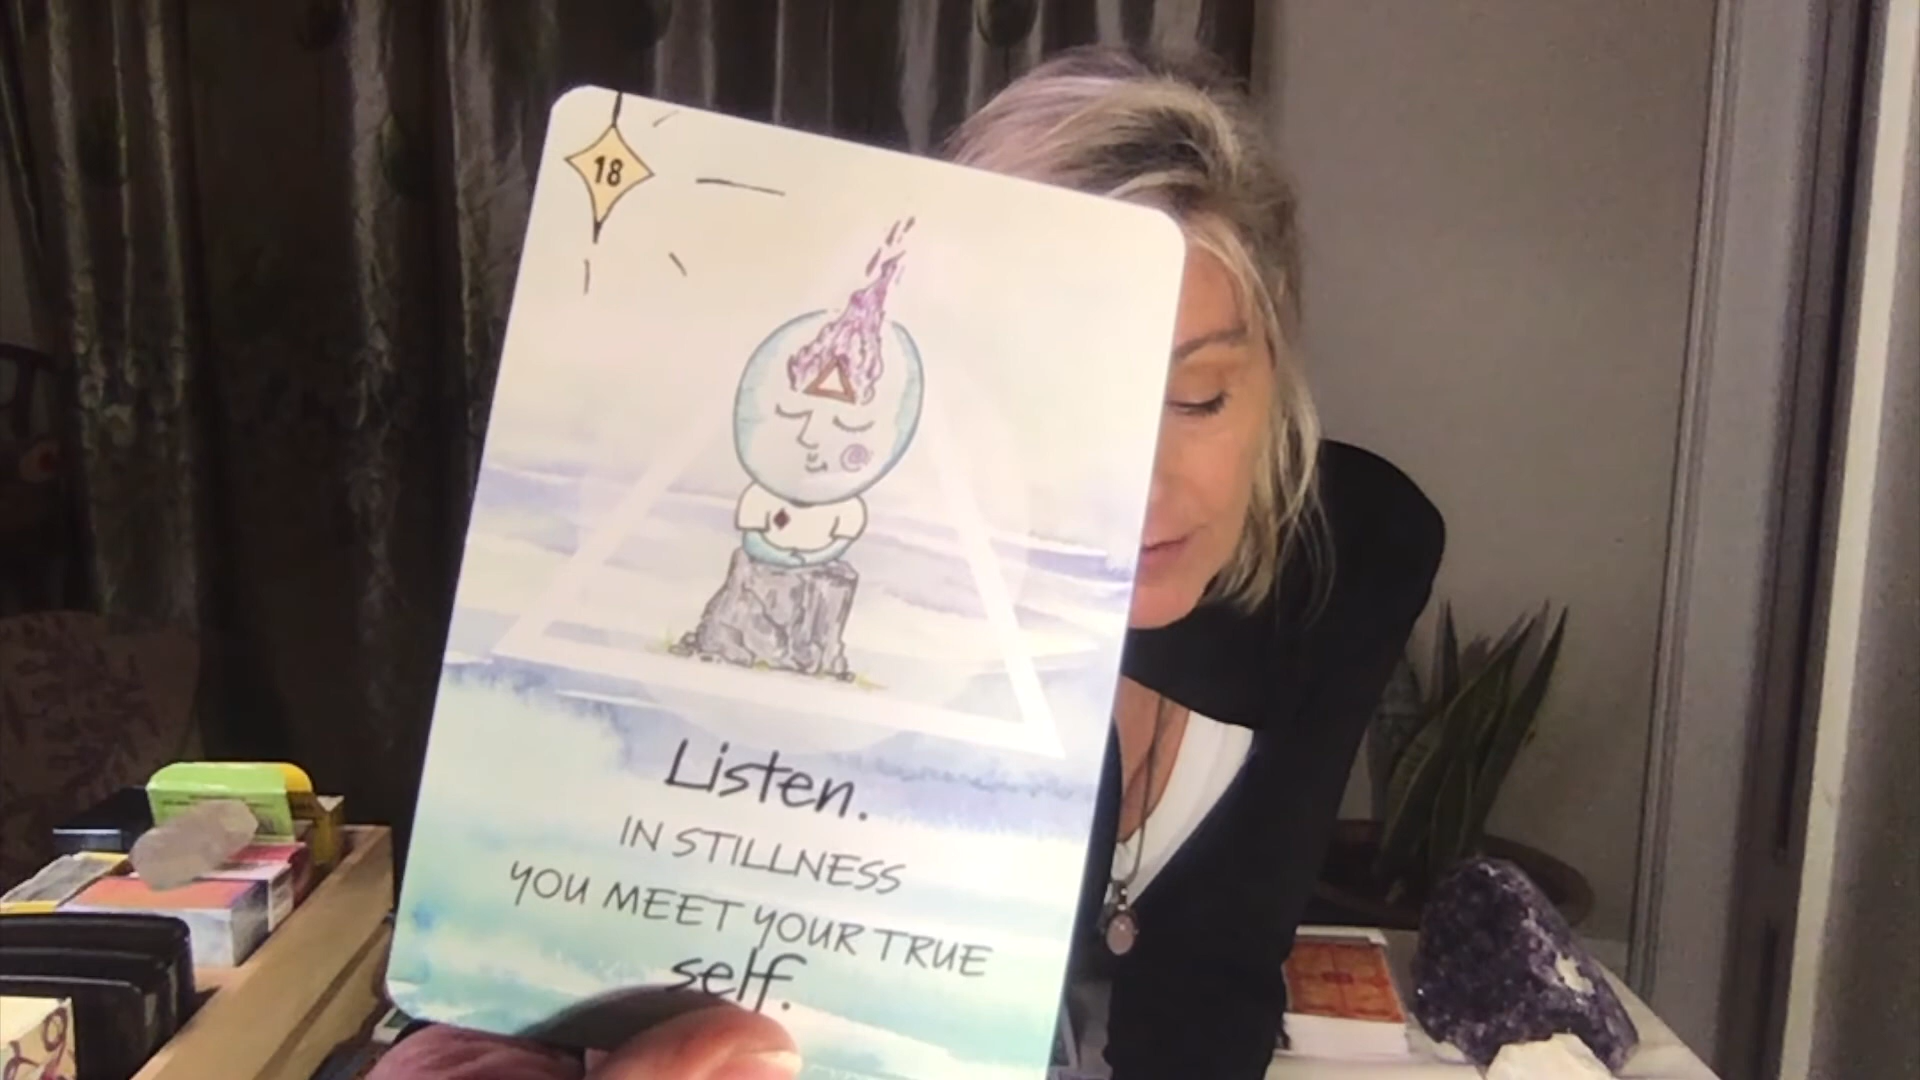 18
Listen.
IN STILLNESS
YOU MEET YOUR TRUE
self.